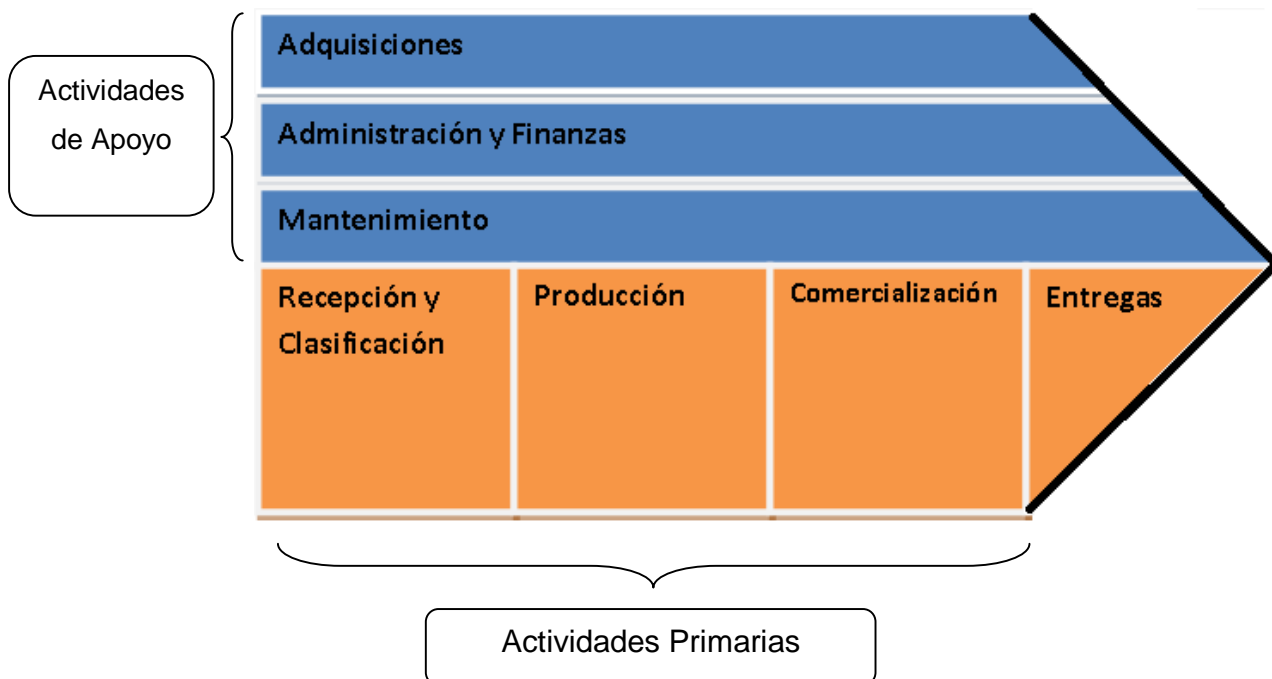 Actividades
de Apoyo
Adquisiciones
Administración y Finanzas
Mantenimiento
Recepción y
Clasificación
Producción
Comercialización
Entregas
Actividades Primarias